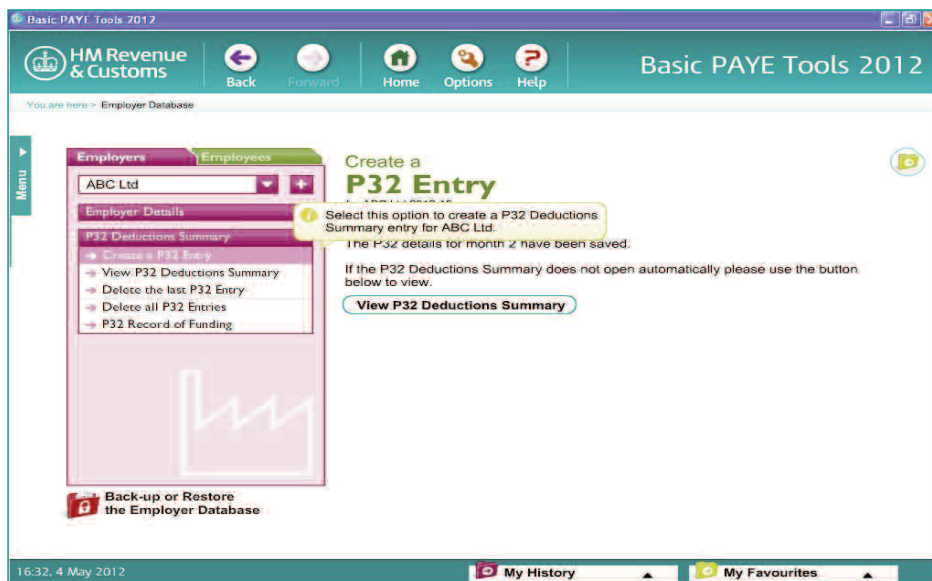 Basic PAYE Tools 2012
HM Revenue
& Customs
Back
Forward
Home
Options
Help
Basic PAYE Tools 2012
You are here > Employer Database
Menu
Employers
Employees
ABC Ltd
Employer Details
P32 Deductions Summary
Create a P32 Entry
View P32 Deductions Summary
Delete the last P32 Entry
Delete all P32 Entries
P32 Record of Funding
Back-up or Restore
the Employer Database
Create a
P32 Entry
Select this option to create a P32 Deductions
Summary entry for ABC Ltd.
The P32 details for month 2 have been saved.
If the P32 Deductions Summary does not open automatically please use the button
below to view.
View P32 Deductions Summary
16:32, 4 May 2012
My History
My Favourites